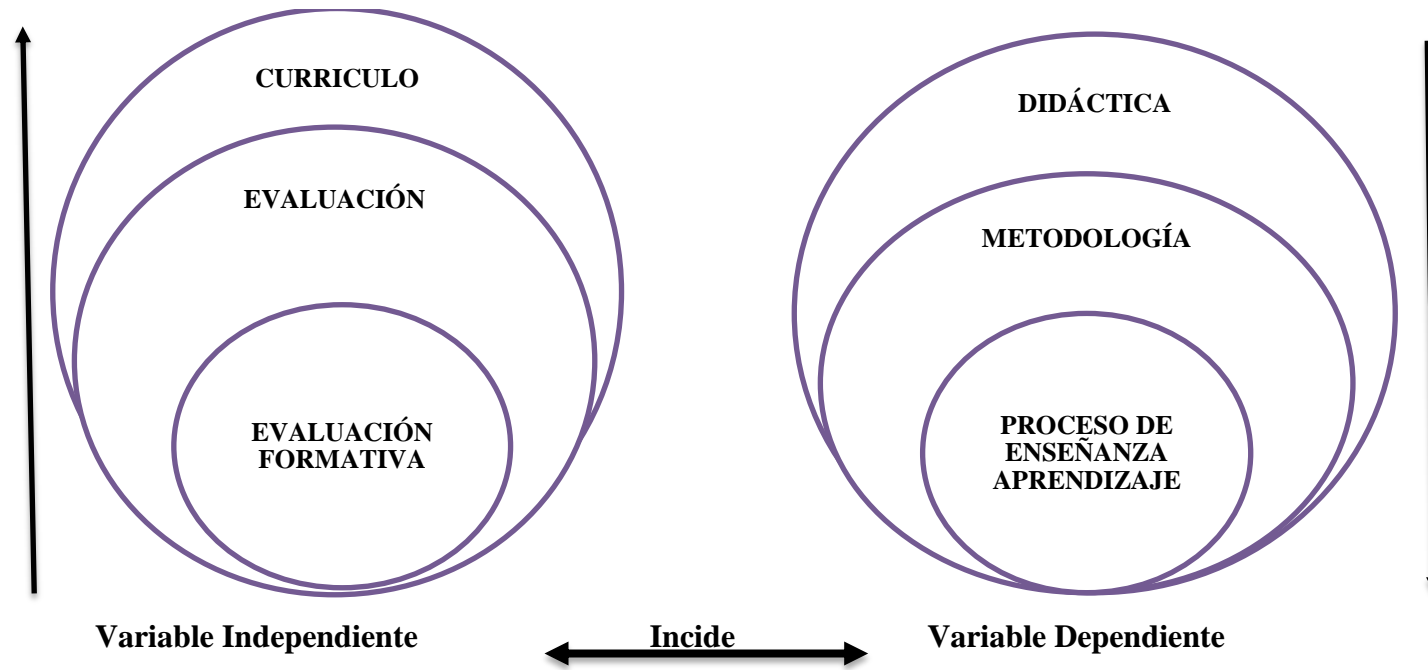 CURRICULO
EVALUACIÓN
EVALUACIÓN
FORMATIVA
DIDÁCTICA
METODOLOGÍA
PROCESO DE
ENSEÑANZA
APRENDIZAJE
Variable Independiente
Incide
Variable Dependiente